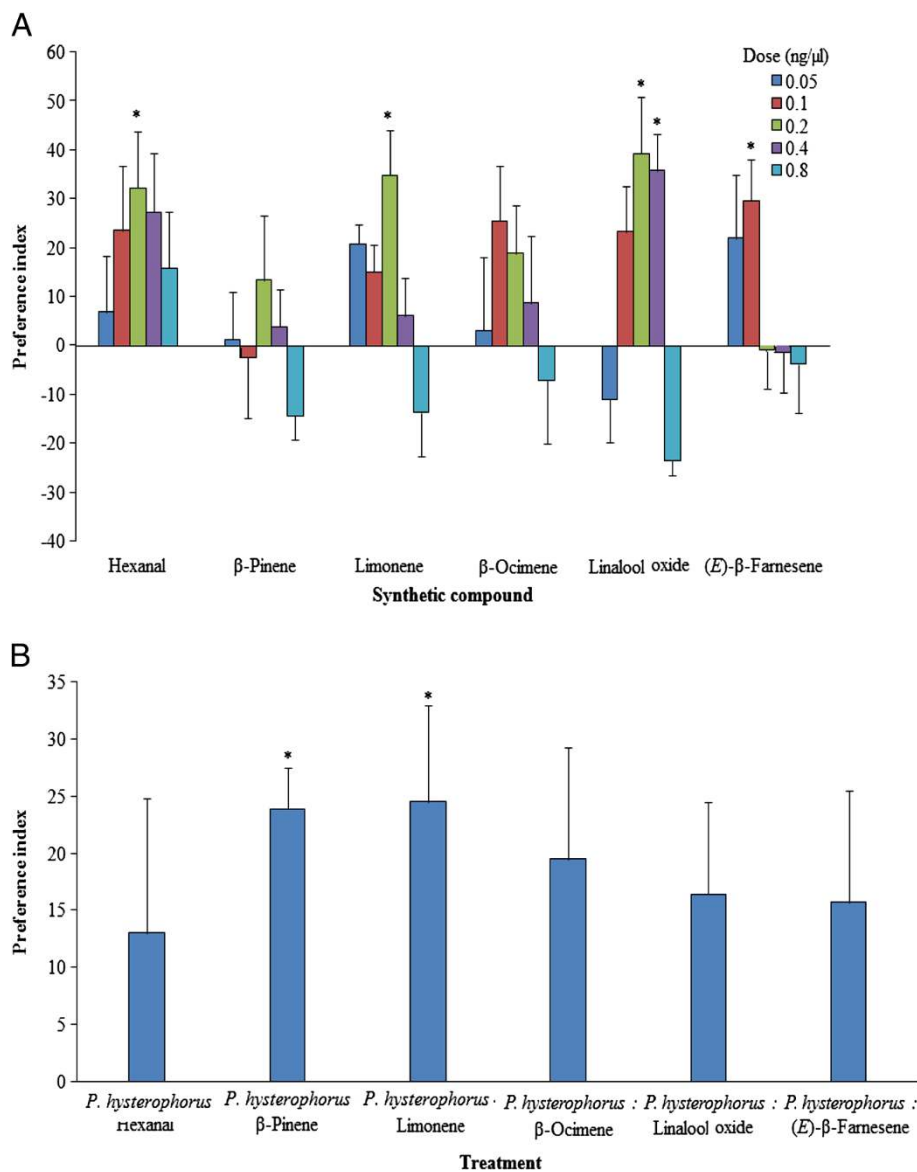 A
60
50
40
30
20
10
0
-10
-20
-30
-40
Preference index
Dose (ng/µl)
0.05
0.1
0.2
0.4
0.8
* * * * *
Hexanal β-Pinene Limonene β-Ocimene Linalool oxide (E)-β-Farnesene
Synthetic compound
B
35
30
25
20
15
10
5
0
Preference index
* *
P. hysterophorus P. hysterophorus P. hysterophorus · P. hysterophorus : P. hysterophorus : P. hysterophorus :
Hexanal β-Pinene Limonene β-Ocimene Linalool oxide (E)-β-Farnesene
Treatment